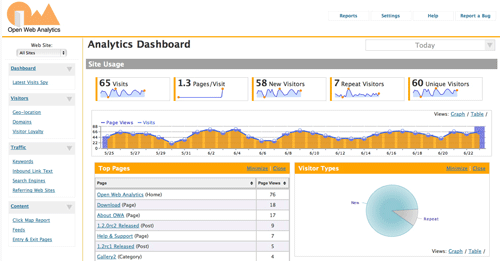 Open Web Analytics
Reports
Settings
Help
Report a Bug
Web Site:
All Sites
Analytics Dashboard
Today
Dashboard
Latest Visits Spy
Visitors
Geo-location
Domains
Visitor Loyalty
Traffic
Keywords
Inbound Link Text
Search Engines
Referring Web Sites
Content
Click Map Report
Feeds
Entry & Exit Pages
Site Usage
65 Visits
1.3 Pages/Visit
58 New Visitors
7 Repeat Visitors
60 Unique Visitors
Views: Graph / Table /
Page Views
Visits
88
66
44
22
0
5/25 5/27 5/29 5/31 6/2 6/4 6/6 6/8 6/10 6/12 6/14 6/16 6/18 6/20 6/22
Top Pages
Minimize Close
Page Page Views
Open Web Analytics (Home) 76
Download (Page) 18
About OWA (Page) 17
1.2.0rc2 Released (Post) 9
Help & Support (Page) 7
1.2rc1 Released (Post) 5
Gallery2 (Category) 4
Visitor Types
Minimize Close
New
Repeat
Views: Graph / Table /